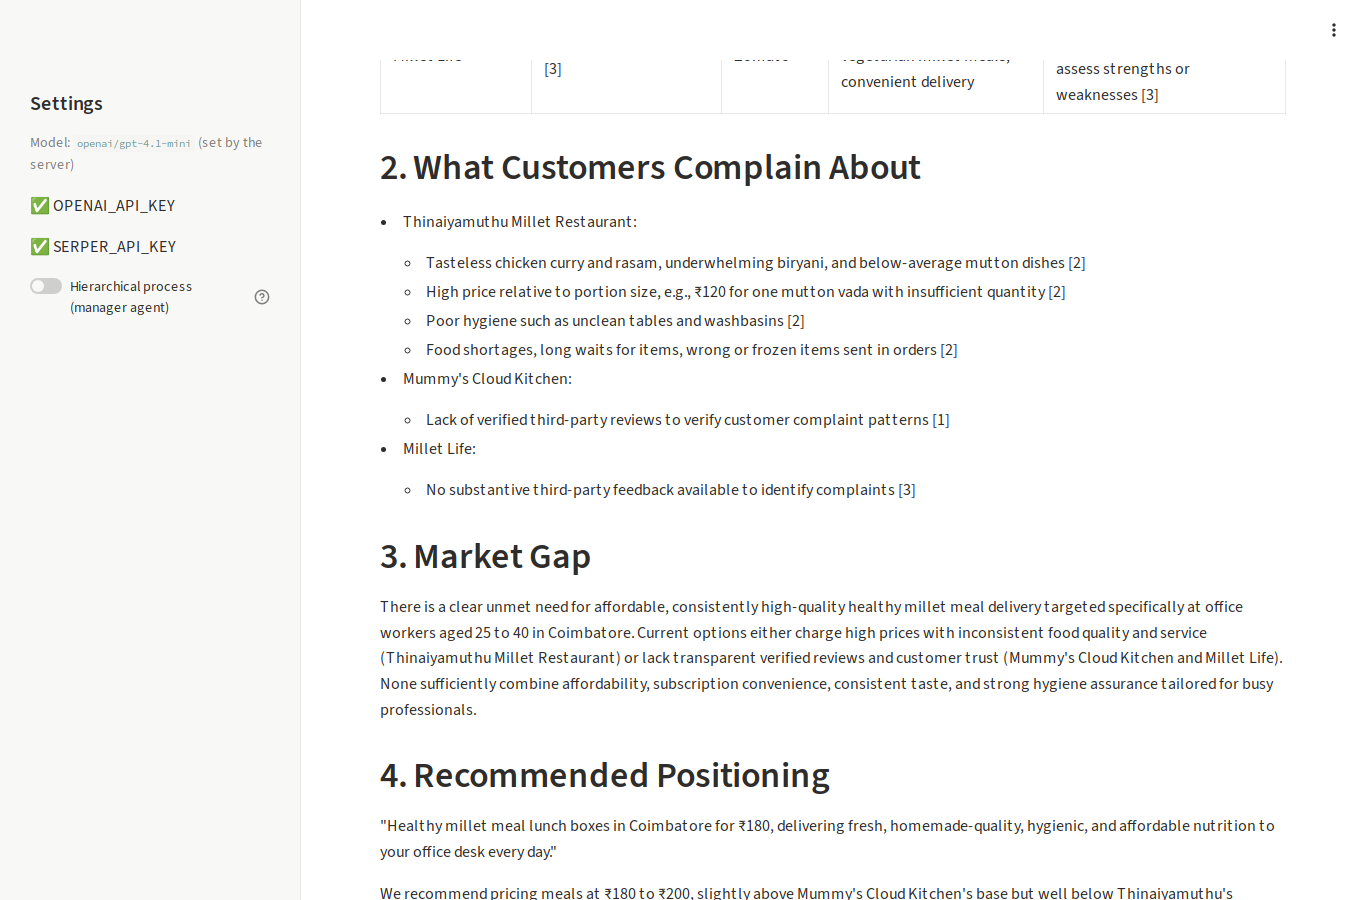 Settings
Model: openai/gpt-4.1-mini (set by the
server)
✅ OPENAI_API_KEY
✅ SERPER_API_KEY
Hierarchical process
(manager agent)
[3]
convenient delivery
assess strengths or
weaknesses [3]
2. What Customers Complain About
• Thinaiyamuthu Millet Restaurant:
◦ Tasteless chicken curry and rasam, underwhelming biryani, and below-average mutton dishes [2]
◦ High price relative to portion size, e.g., ₹120 for one mutton vada with insufficient quantity [2]
◦ Poor hygiene such as unclean tables and washbasins [2]
◦ Food shortages, long waits for items, wrong or frozen items sent in orders [2]
• Mummy's Cloud Kitchen:
◦ Lack of verified third-party reviews to verify customer complaint patterns [1]
• Millet Life:
◦ No substantive third-party feedback available to identify complaints [3]
3. Market Gap
There is a clear unmet need for affordable, consistently high-quality healthy millet meal delivery targeted specifically at office
workers aged 25 to 40 in Coimbatore. Current options either charge high prices with inconsistent food quality and service
(Thinaiyamuthu Millet Restaurant) or lack transparent verified reviews and customer trust (Mummy's Cloud Kitchen and Millet Life).
None sufficiently combine affordability, subscription convenience, consistent taste, and strong hygiene assurance tailored for busy
professionals.
4. Recommended Positioning
"Healthy millet meal lunch boxes in Coimbatore for ₹180, delivering fresh, homemade-quality, hygienic, and affordable nutrition to
your office desk every day."
We recommend pricing meals at ₹180 to ₹200, slightly above Mummy's Cloud Kitchen's base but well below Thinaiyamuthu's